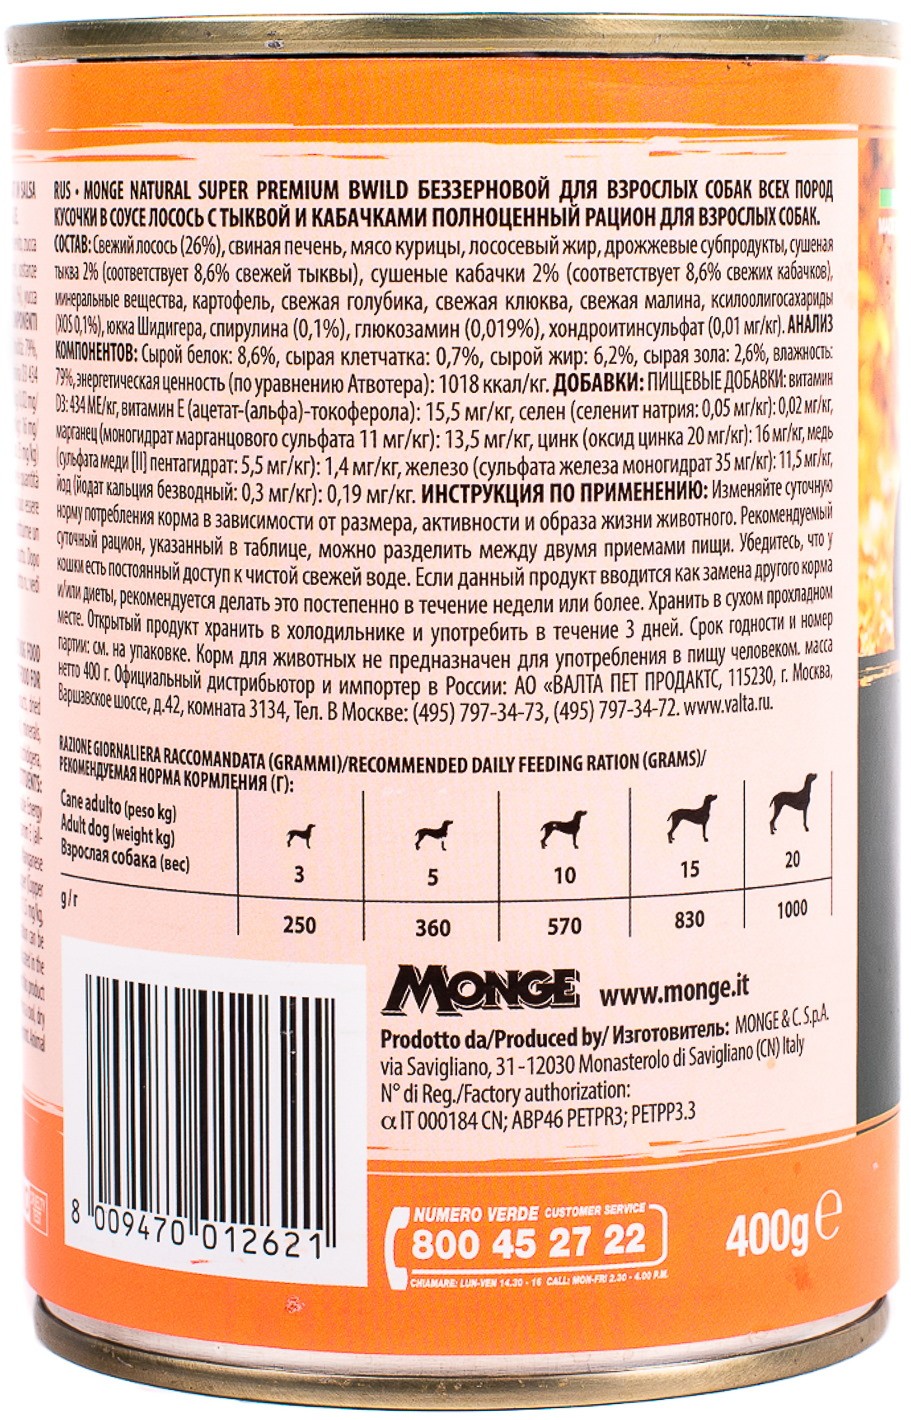 RUS • MONGE NATURAL SUPER PREMIUM BWILD БЕЗЗЕРНОВОЙ ДЛЯ ВЗРОСЛЫХ СОБАК ВСЕХ ПОРОД
КУСОЧКИ В СОУСЕ ЛОСОСЬ С ТЫКВОЙ И КАБАЧКАМИ ПОЛНОЦЕННЫЙ РАЦИОН ДЛЯ ВЗРОСЛЫХ СОБАК.
СОСТАВ: Свежий лосось (26%), свиная печень, мясо курицы, лососевый жир, дрожжевые субпродукты, сушеная
тыква 2% (соответствует 8,6% свежей тыквы), сушеные кабачки 2% (соответствует 8,6% свежих кабачков),
минеральные вещества, картофель, свежая голубика, свежая клюква, свежая малина, ксилоолигосахариды
(XOS 0,1%), юкка Шидигера, спирулина (0,1%), глюкозамин (0,019%), хондроитинсульфат (0,01 мг/кг). АНАЛИЗ
КОМПОНЕНТОВ: Сырой белок: 8,6%, сырая клетчатка: 0,7%, сырой жир: 6,2%, сырая зола: 2,6%, влажность:
79%, энергетическая ценность (по уравнению Атвотера): 1018 ккал/кг. ДОБАВКИ: ПИЩЕВЫЕ ДОБАВКИ: витамин
D3: 434 МЕ/кг, витамин Е (ацетат-(альфа)-токоферола): 15,5 мг/кг, селен (селенит натрия: 0,05 мг/кг): 0,02 мг/кг,
марганец (моногидрат марганцового сульфата 11 мг/кг): 13,5 мг/кг, цинк (оксид цинка 20 мг/кг): 16 мг/кг, медь
(сульфата меди [II] пентагидрат: 5,5 мг/кг): 1,4 мг/кг, железо (сульфата железа моногидрат 35 мг/кг): 11,5 мг/кг,
йод (йодат кальция безводный: 0,3 мг/кг): 0,19 мг/кг. ИНСТРУКЦИЯ ПО ПРИМЕНЕНИЮ: Изменяйте суточную
норму потребления корма в зависимости от размера, активности и образа жизни животного. Рекомендуемый
суточный рацион, указанный в таблице, можно разделить между двумя приемами пищи. Убедитесь, что у
кошки есть постоянный доступ к чистой свежей воде. Если данный продукт вводится как замена другого корма
и/или диеты, рекомендуется делать это постепенно в течение недели или более. Хранить в сухом прохладном
месте. Открытый продукт хранить в холодильнике и употребить в течение 3 дней. Срок годности и номер
партии: см. на упаковке. Корм для животных не предназначен для употребления в пищу человеком. масса
нетто 400 г. Официальный дистрибьютор и импортер в России: АО «ВАЛТА ПЕТ ПРОДАКТС, 115230, г. Москва,
Варшавское шоссе, д.42, комната 3134, Тел. В Москве: (495) 797-34-73, (495) 797-34-72. www.valta.ru.
RAZIONE GIORNALIERA RACCOMANDATA (GRAMMI)/RECOMMENDED DAILY FEEDING RATION (GRAMS)/
РЕКОМЕНДУЕМАЯ НОРМА КОРМЛЕНИЯ (Г):
Cane adulto (peso kg)
Adult dog (weight kg)
Взрослая собака (вес)
3 5 10 15 20
g/г 250 360 570 830 1000
MONGE www.monge.it
Prodotto da/Produced by/ Изготовитель: MONGE & C. S.p.A.
via Savigliano, 31 - 12030 Monasterolo di Savigliano (CN) Italy
N° di Reg./Factory authorization:
α IT 000184 CN; ABP46 PETPR3; PETPP3.3
8 009470 012621
NUMERO VERDE CUSTOMER SERVICE
800 45 27 22
CHIAMARE: LUN-VEN 14.30 - 16 CALL: MON-FRI 2.30 - 4.00 P.M.
400g e